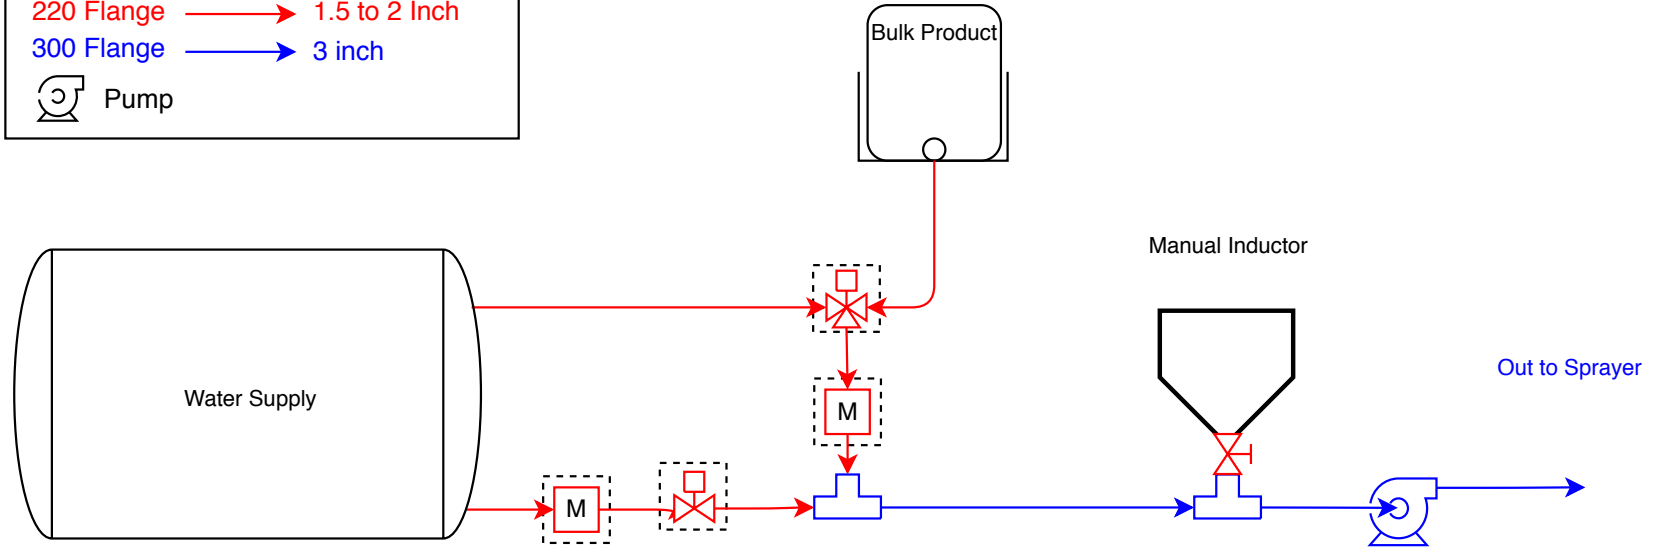 220 Flange 1.5 to 2 Inch
300 Flange 3 inch
Pump
Bulk Product
Manual Inductor
Out to Sprayer
Water Supply
M
M